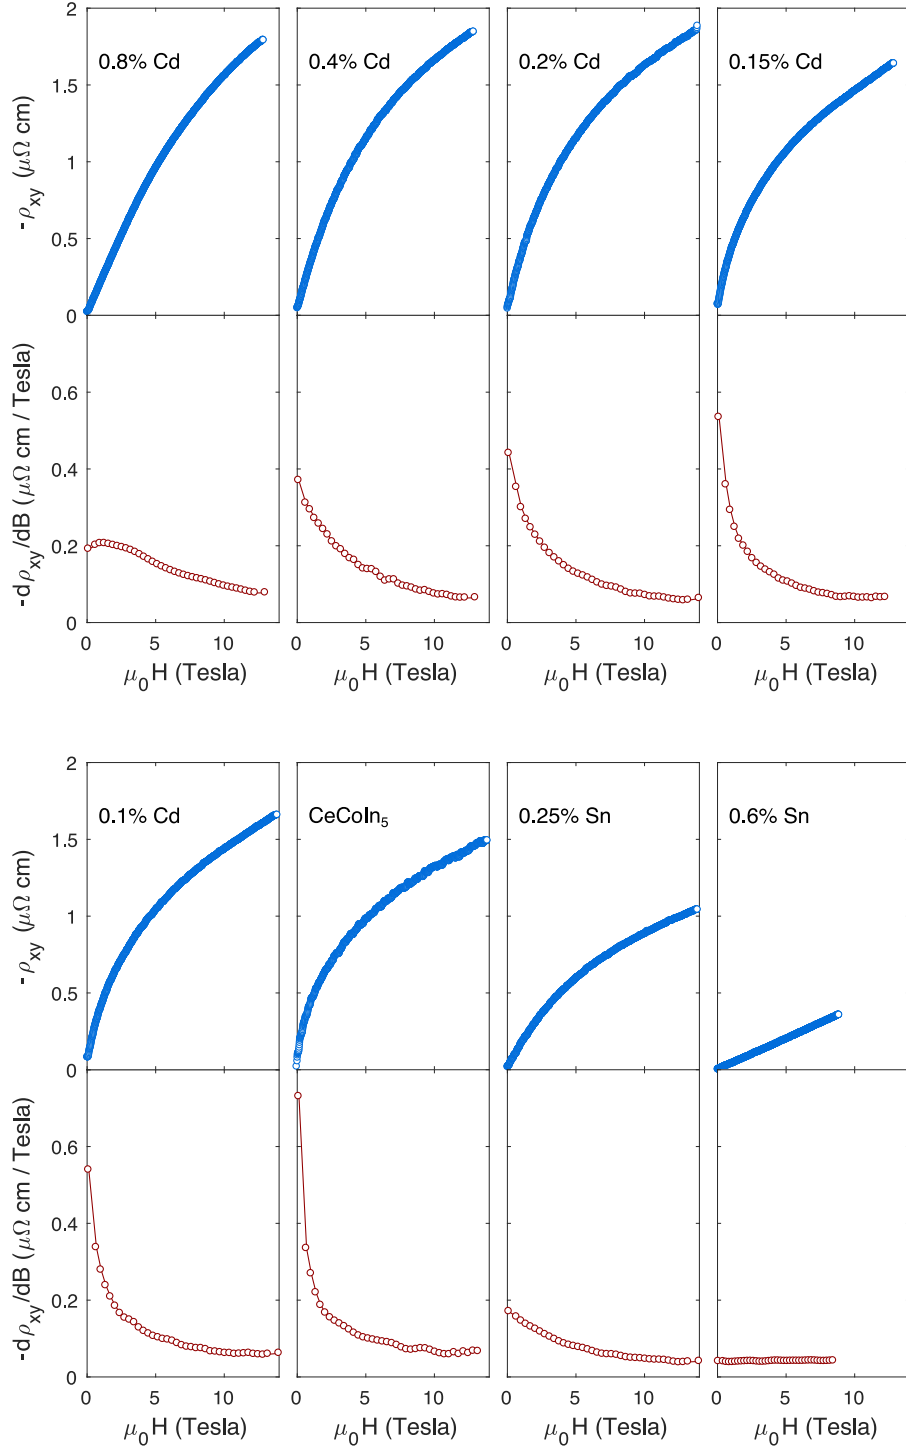 2
1.5
1
0.5
0
-ρxy (μΩ cm)
0.8% Cd
0.4% Cd
0.2% Cd
0.15% Cd
0.6
0.4
0.2
0
-dρxy/dB (μΩ cm / Tesla)
0 5 10
0 5 10
0 5 10
0 5 10
μ0H (Tesla)
μ0H (Tesla)
μ0H (Tesla)
μ0H (Tesla)
2
1.5
1
0.5
0
-ρxy (μΩ cm)
0.1% Cd
CeCoIn5
0.25% Sn
0.6% Sn
0.6
0.4
0.2
0
-dρxy/dB (μΩ cm / Tesla)
0 5 10
0 5 10
0 5 10
0 5 10
μ0H (Tesla)
μ0H (Tesla)
μ0H (Tesla)
μ0H (Tesla)